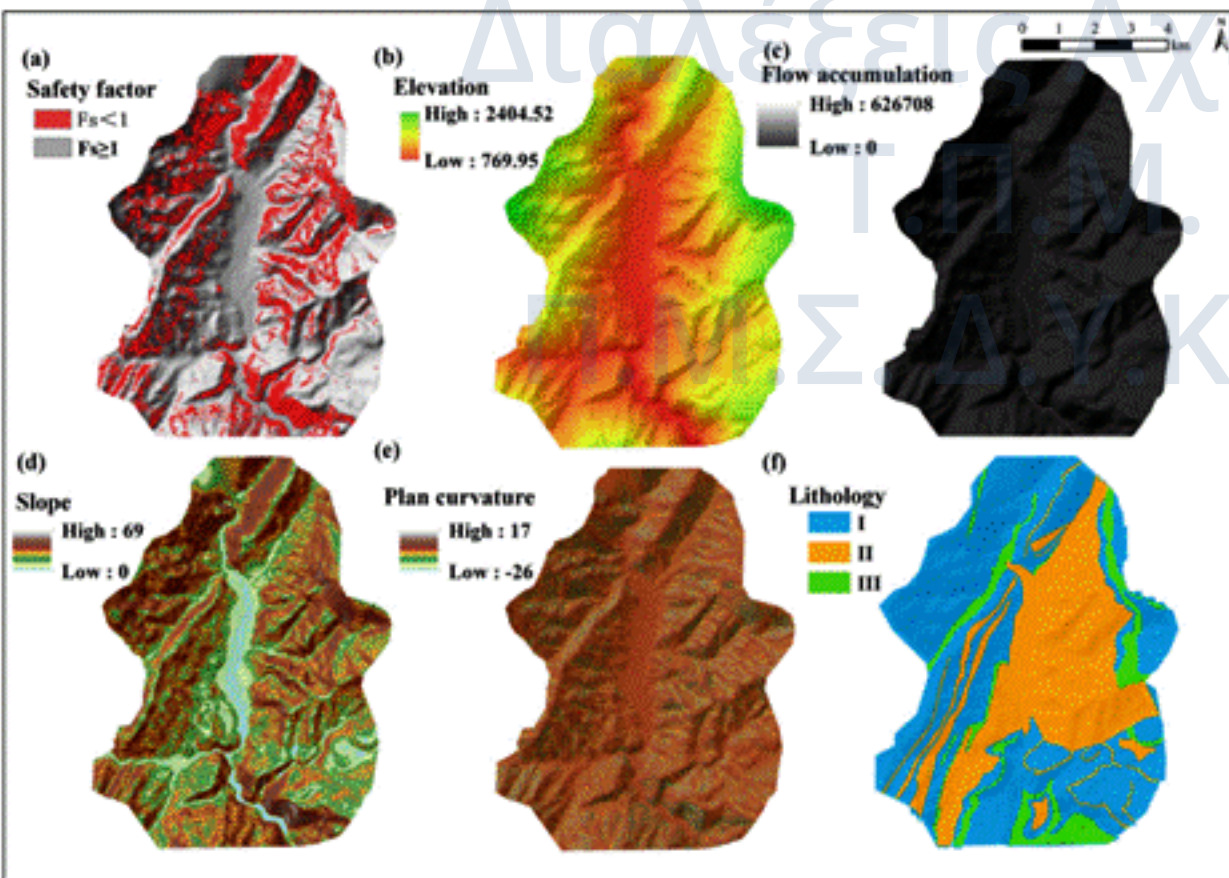 Διαλέξεις Αχ
Τ.Π.Μ.
Π.Μ.Σ. Δ.Υ.Κ
0 1 2 3 4
km
N
(a)
Safety factor
Fs<1
Fs≥1
(b)
Elevation
High : 2404.52
Low : 769.95
(c)
Flow accumulation
High : 626708
Low : 0
(d)
Slope
High : 69
Low : 0
(e)
Plan curvature
High : 17
Low : -26
(f)
Lithology
I
II
III